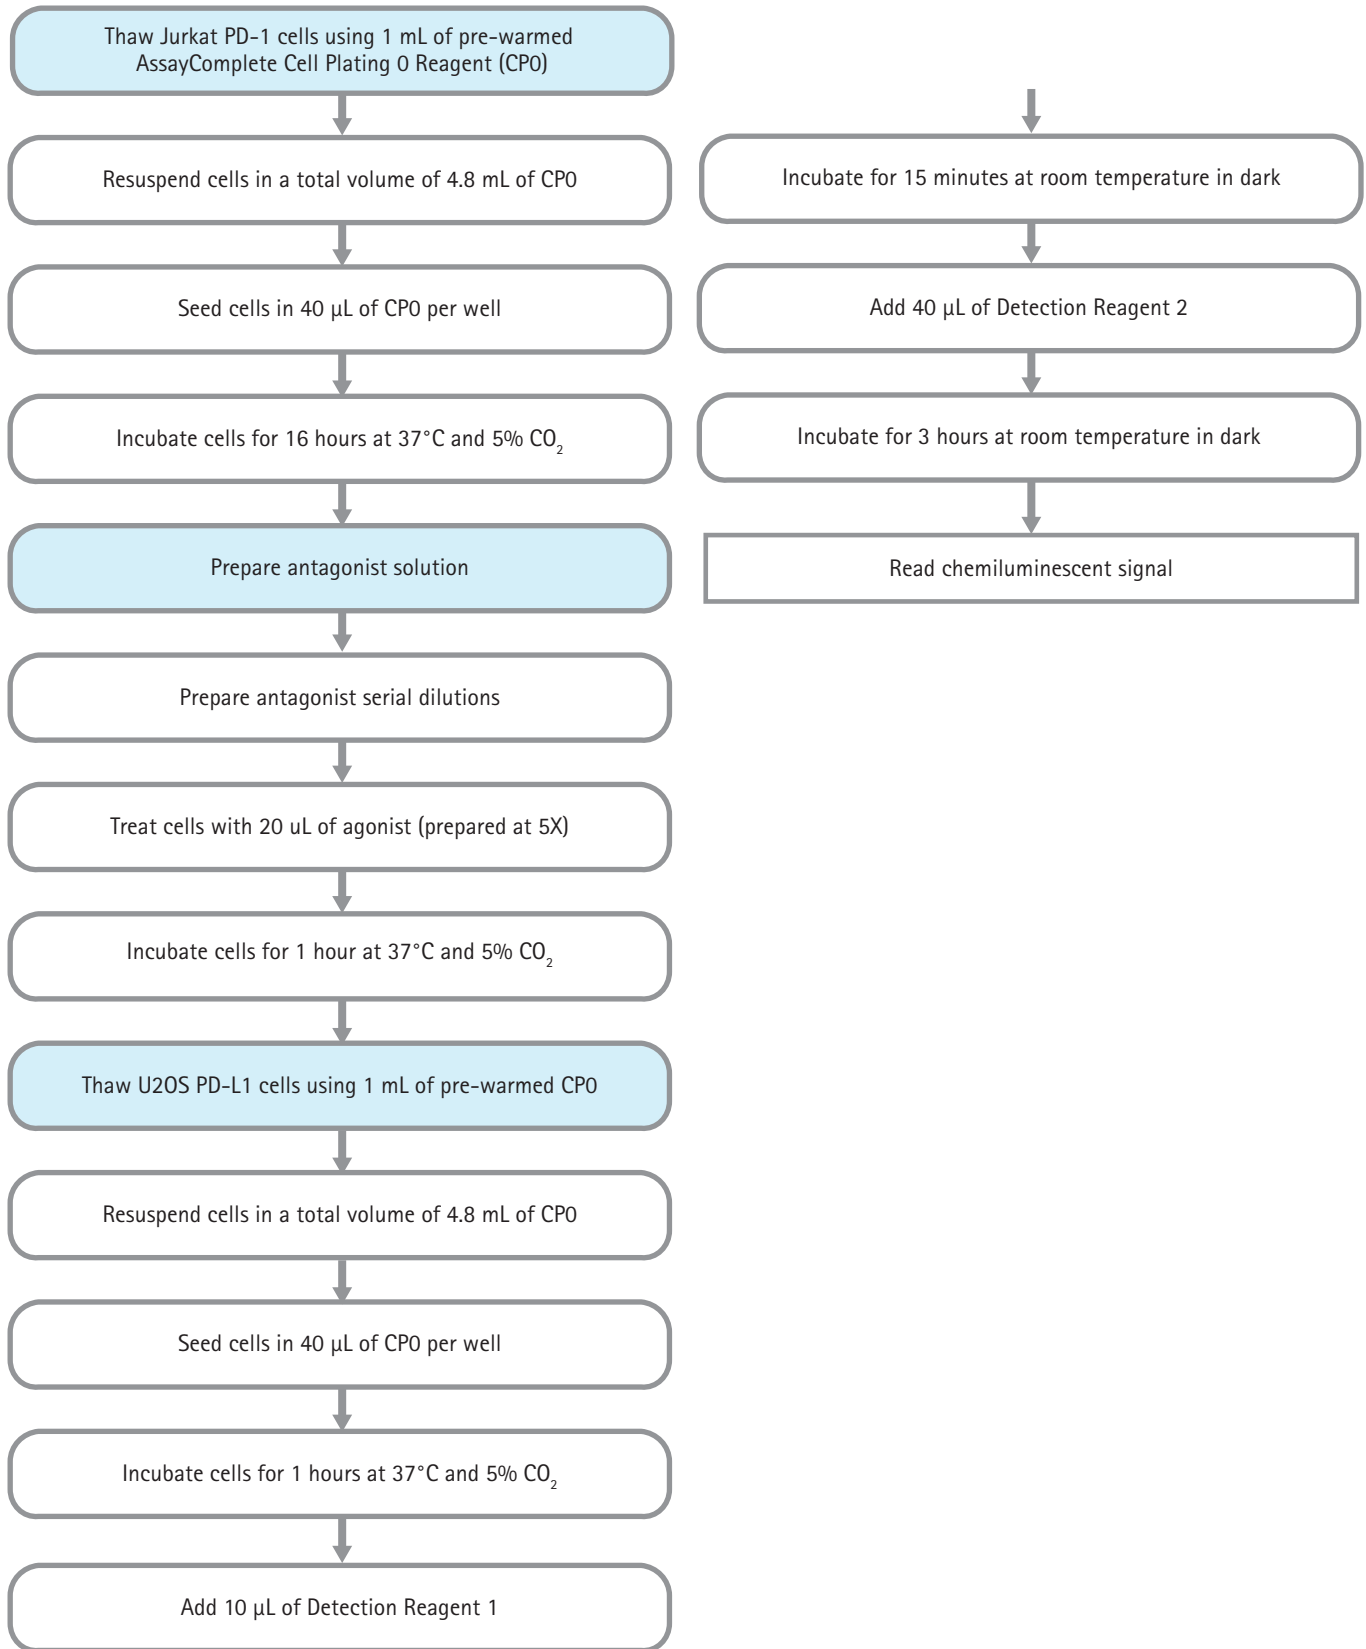 Thaw Jurkat PD-1 cells using 1 mL of pre-warmed
AssayComplete Cell Plating 0 Reagent (CP0)
Resuspend cells in a total volume of 4.8 mL of CP0
Seed cells in 40 µL of CP0 per well
Incubate cells for 16 hours at 37°C and 5% CO₂
Prepare antagonist solution
Prepare antagonist serial dilutions
Treat cells with 20 uL of agonist (prepared at 5X)
Incubate cells for 1 hour at 37°C and 5% CO₂
Thaw U2OS PD-L1 cells using 1 mL of pre-warmed CP0
Resuspend cells in a total volume of 4.8 mL of CP0
Seed cells in 40 µL of CP0 per well
Incubate cells for 1 hours at 37°C and 5% CO₂
Add 10 µL of Detection Reagent 1
Incubate for 15 minutes at room temperature in dark
Add 40 µL of Detection Reagent 2
Incubate for 3 hours at room temperature in dark
Read chemiluminescent signal